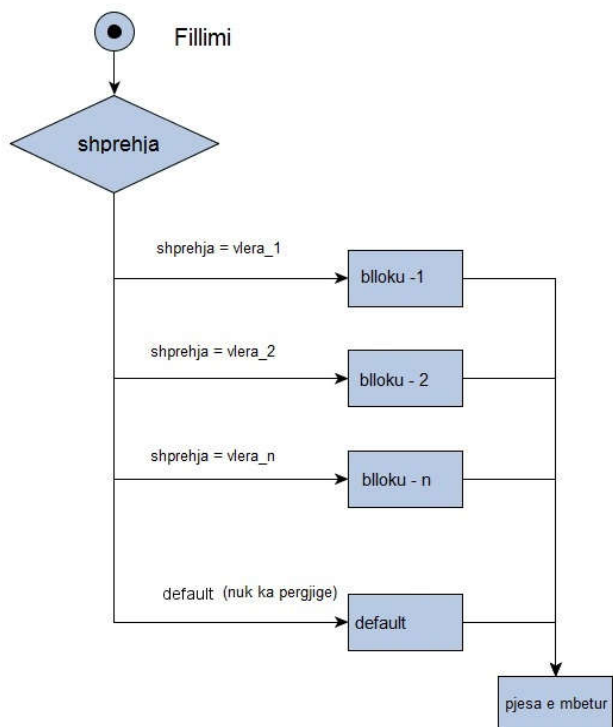 Fillimi
shprehja
shprehja = vlera_1
blloku -1
shprehja = vlera_2
blloku - 2
shprehja = vlera_n
blloku - n
default (nuk ka pergjige)
default
pjesa e mbetur